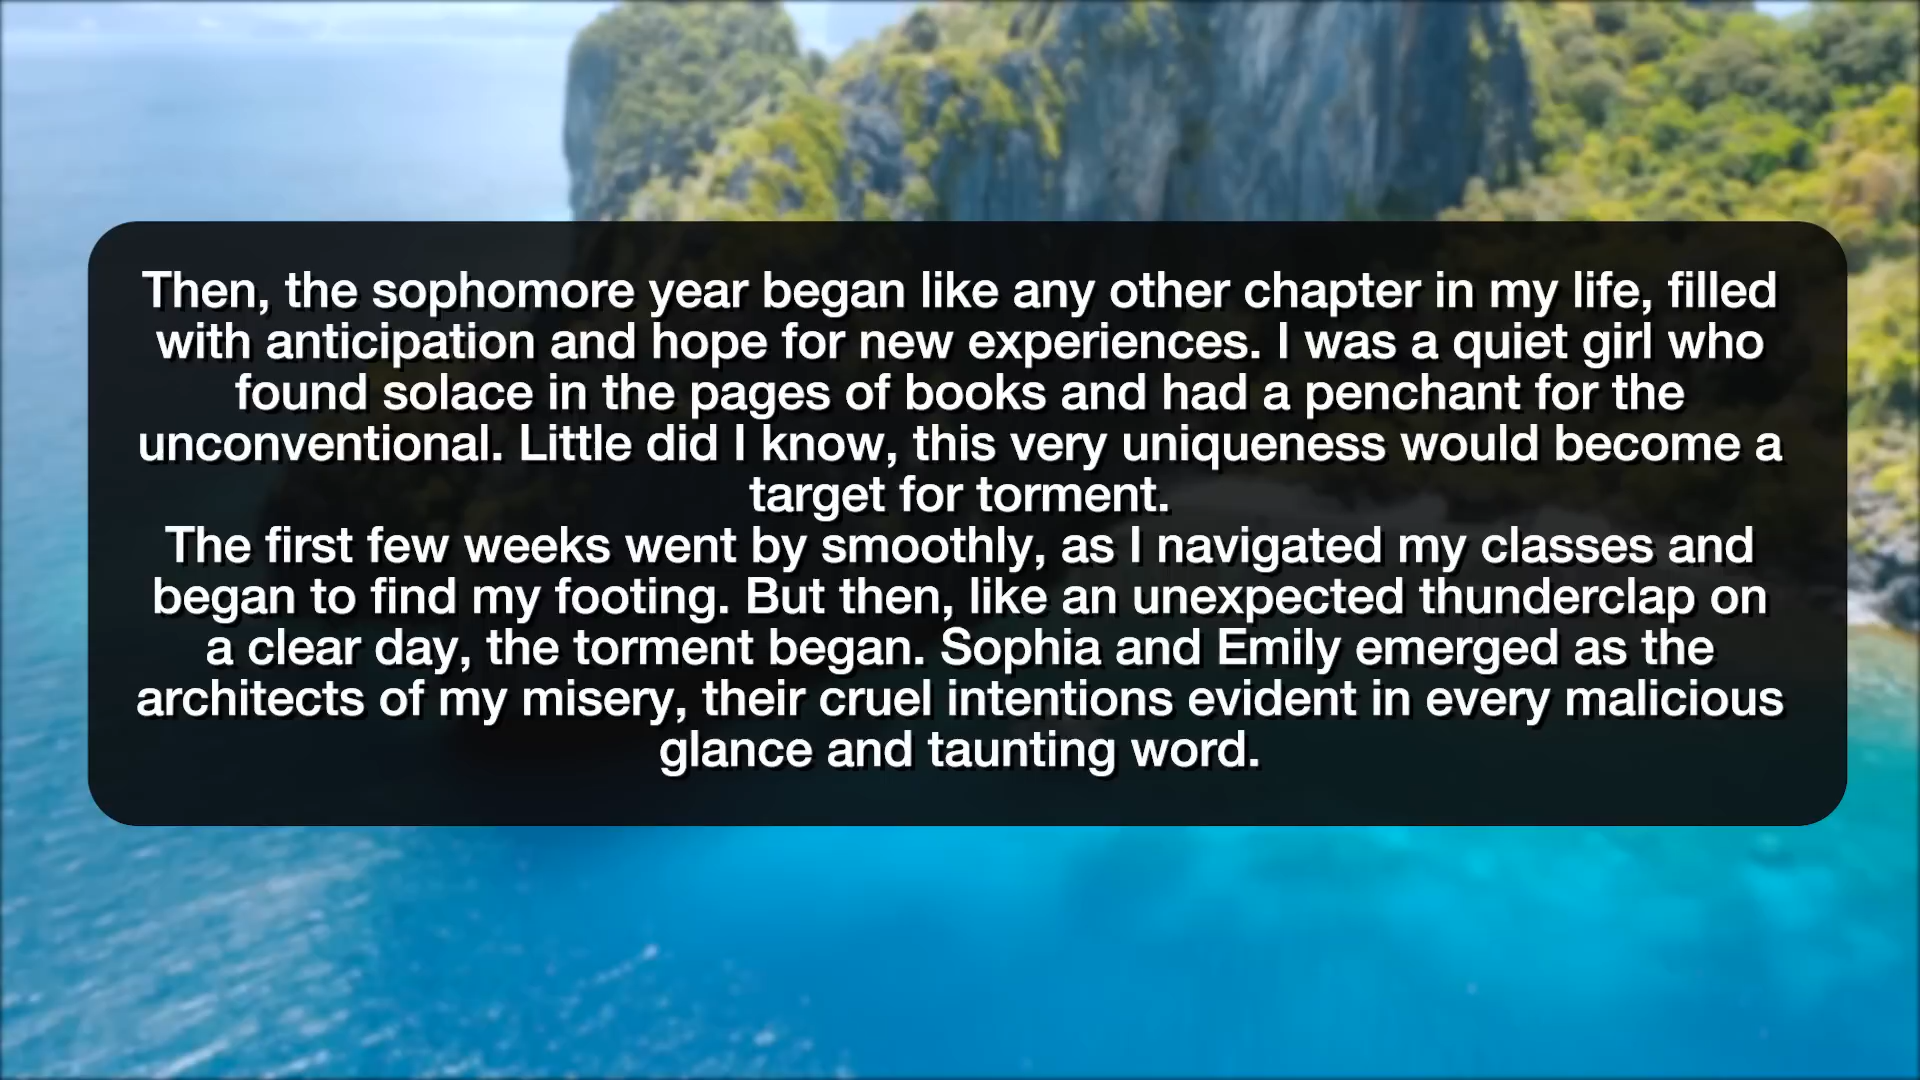 Then, the sophomore year began like any other chapter in my life, filled
with anticipation and hope for new experiences. I was a quiet girl who
found solace in the pages of books and had a penchant for the
unconventional. Little did I know, this very uniqueness would become a
target for torment.
The first few weeks went by smoothly, as I navigated my classes and
began to find my footing. But then, like an unexpected thunderclap on
a clear day, the torment began. Sophia and Emily emerged as the
architects of my misery, their cruel intentions evident in every malicious
glance and taunting word.